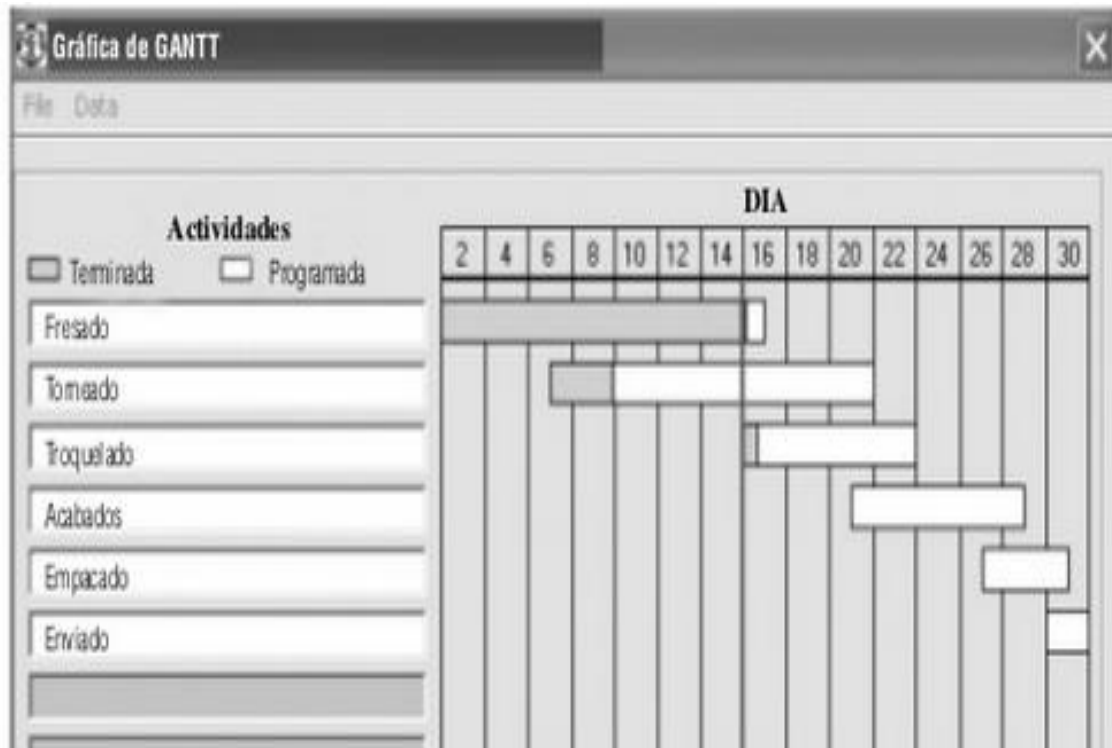 Gráfica de GANTT
File Data
DIA
Actividades
2 4 6 8 10 12 14 16 18 20 22 24 26 28 30
Terminada Programada
Fresado
Torneado
Troquelado
Acabados
Empacado
Enviado